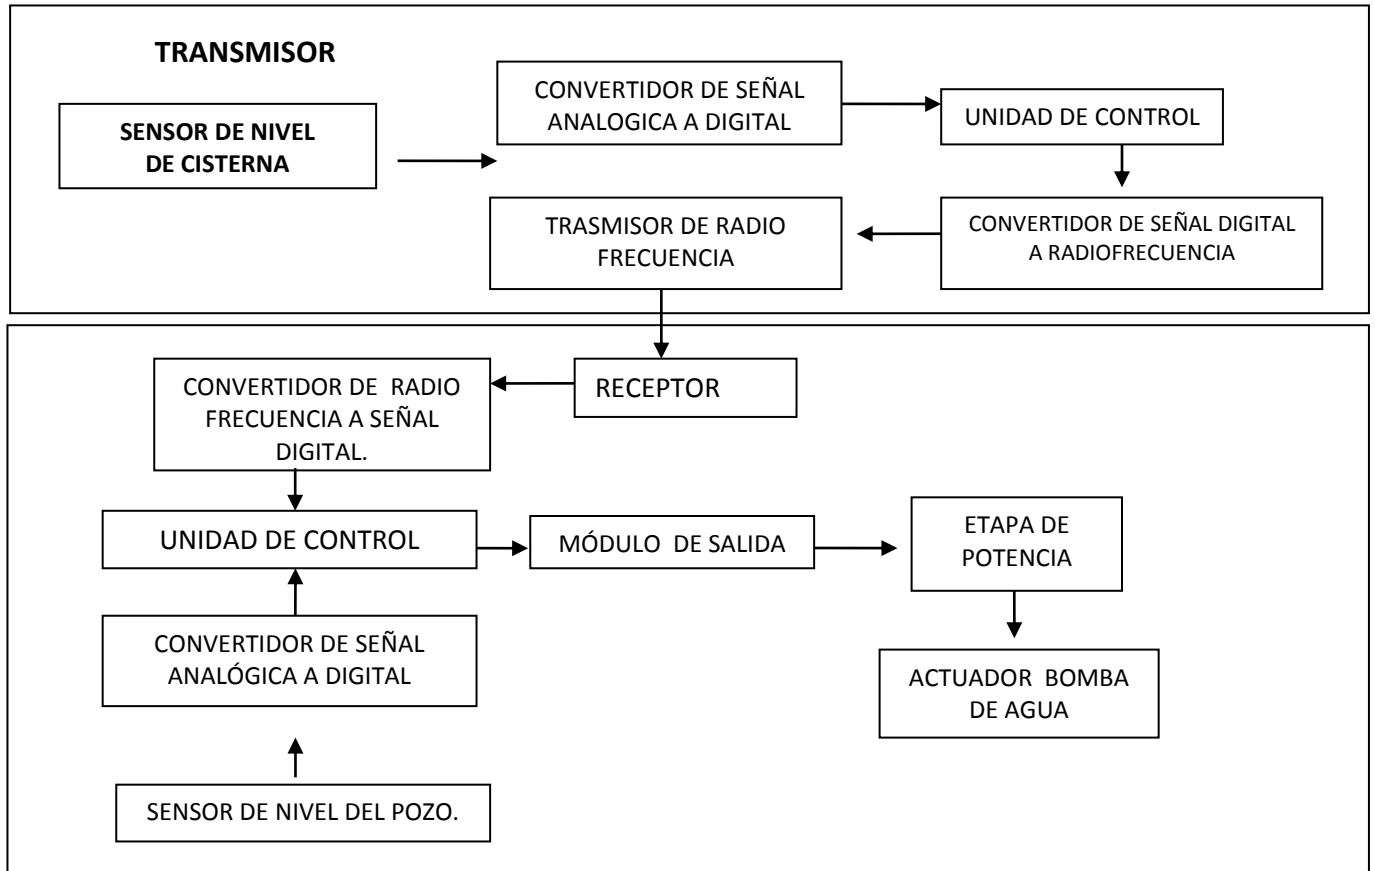 TRANSMISOR
SENSOR DE NIVEL
DE CISTERNA
CONVERTIDOR DE SEÑAL
ANALOGICA A DIGITAL
UNIDAD DE CONTROL
CONVERTIDOR DE SEÑAL DIGITAL
A RADIOFRECUENCIA
TRASMISOR DE RADIO
FRECUENCIA
RECEPTOR
CONVERTIDOR DE RADIO
FRECUENCIA A SEÑAL
DIGITAL.
UNIDAD DE CONTROL
MÓDULO DE SALIDA
ETAPA DE
POTENCIA
CONVERTIDOR DE SEÑAL
ANALÓGICA A DIGITAL
ACTUADOR BOMBA
DE AGUA
SENSOR DE NIVEL DEL POZO.